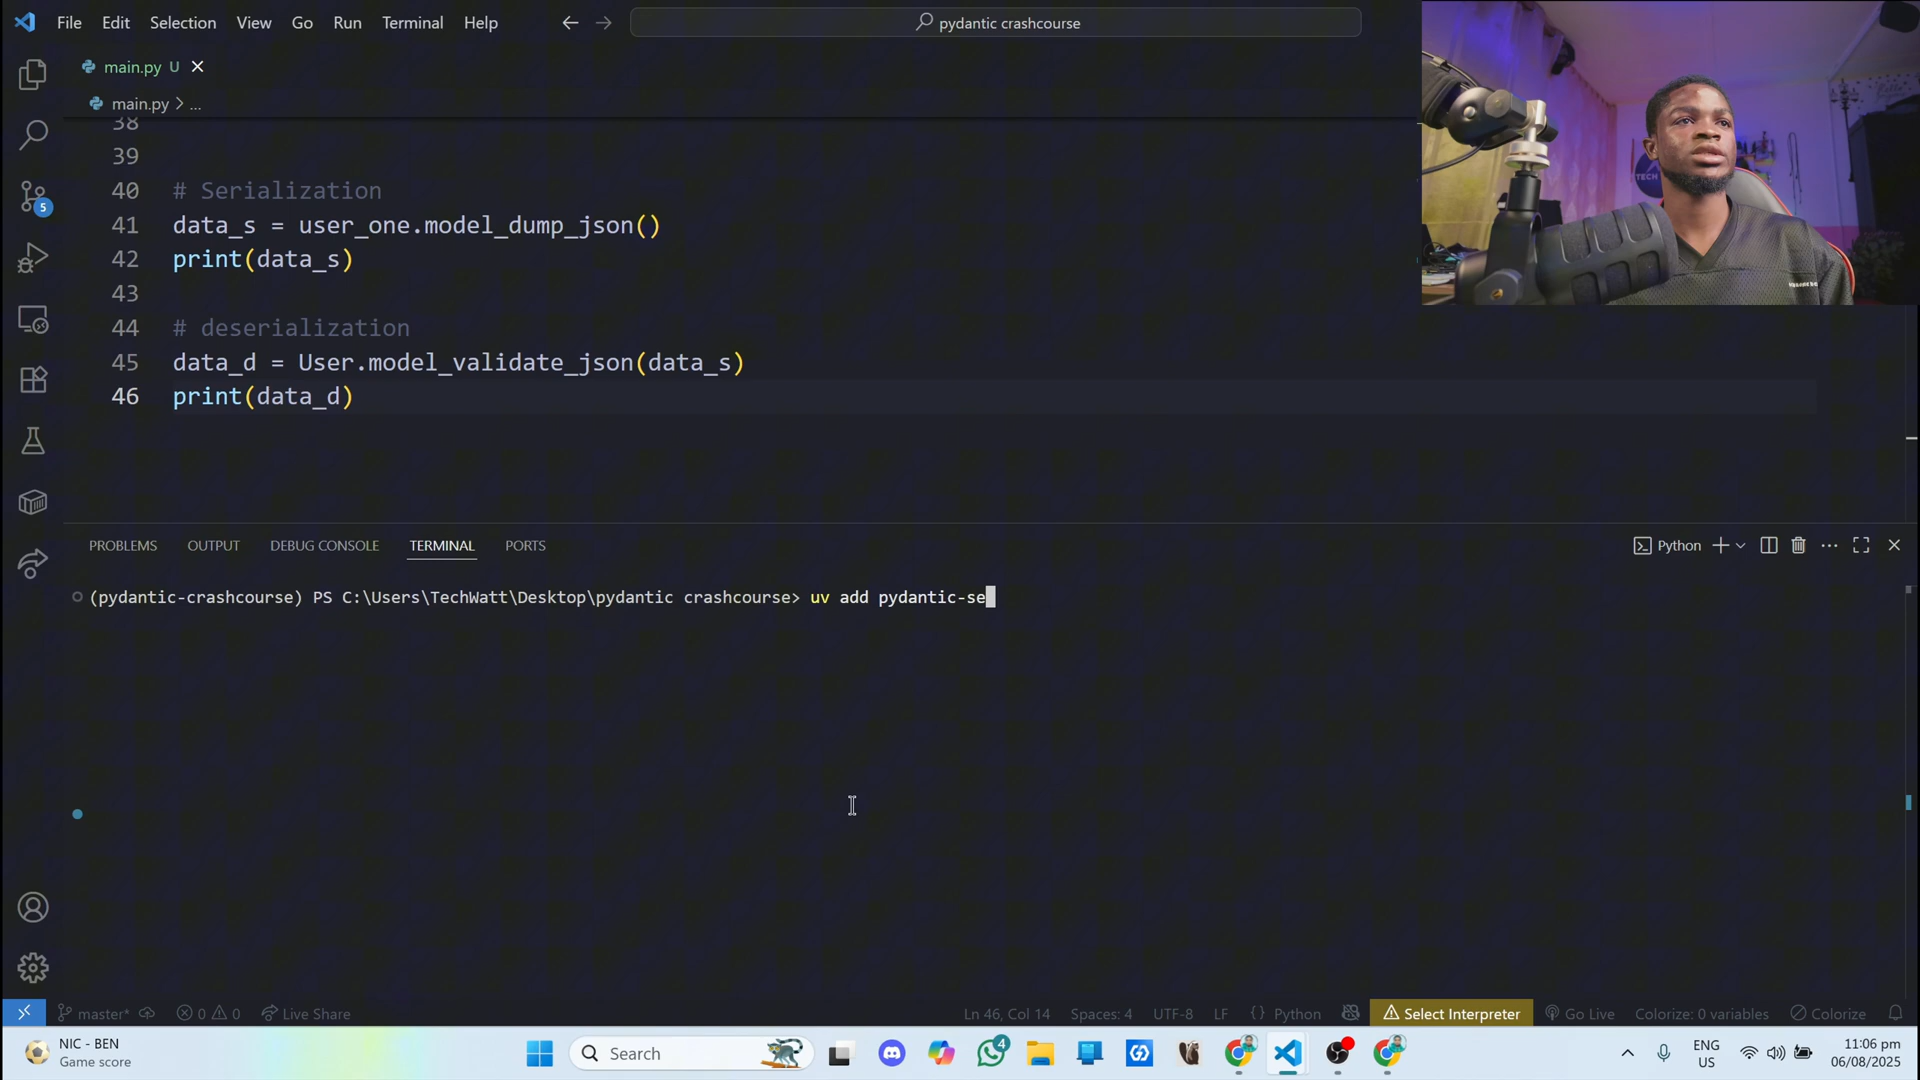 File Edit Selection View Go Run Terminal Help
pydantic crashcourse
main.py U
main.py > ...
38
39
40 # Serialization
41 data_s = user_one.model_dump_json()
42 print(data_s)
43
44 # deserialization
45 data_d = User.model_validate_json(data_s)
46 print(data_d)
5
TECH
PROBLEMS OUTPUT DEBUG CONSOLE TERMINAL PORTS
Python
(pydantic-crashcourse) PS C:\Users\TechWatt\Desktop\pydantic crashcourse> uv add pydantic-se
master* 0 0 Live Share
Ln 46, Col 14 Spaces: 4 UTF-8 LF {} Python Select Interpreter Go Live Colorize: 0 variables Colorize
NIC - BEN
Game score
Search
4
ENG
US
11:06 pm
06/08/2025